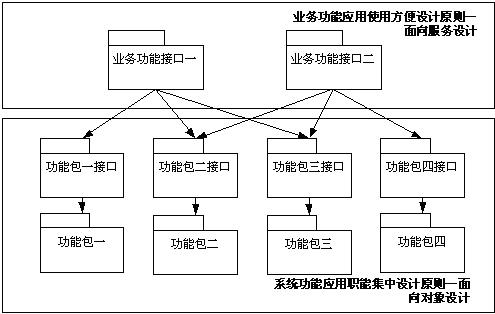 业务功能应用使用方便设计原则—
面向服务设计
业务功能接口一
业务功能接口二
功能包一接口
功能包二接口
功能包三接口
功能包四接口
功能包一
功能包二
功能包三
功能包四
系统功能应用职能集中设计原则—面
向对象设计